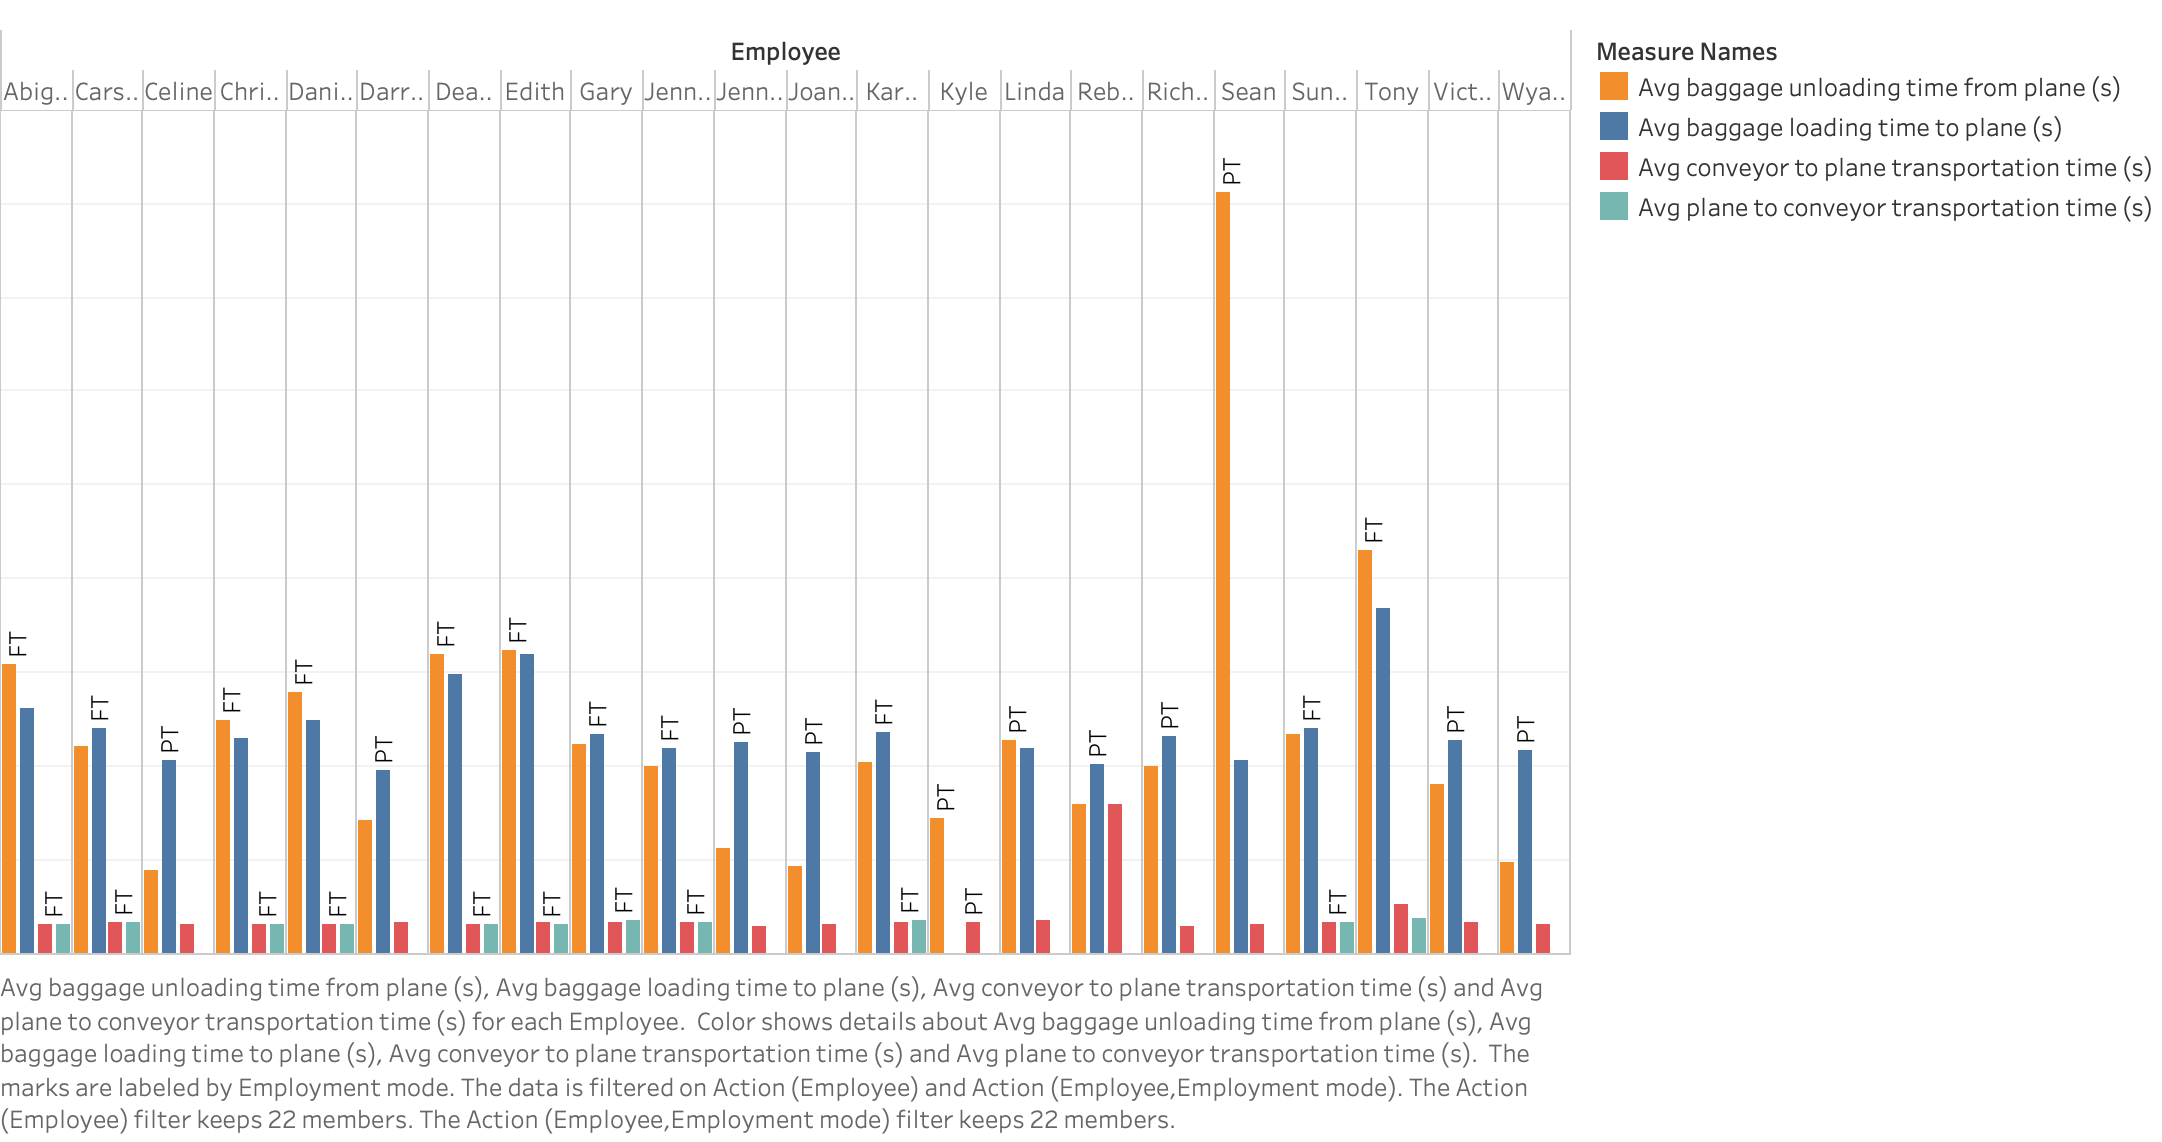 Employee
Abig.. Cars.. Celine Chri.. Dani.. Darr.. Dea.. Edith Gary Jenn.. Jenn.. Joan.. Kar.. Kyle Linda Reb.. Rich.. Sean Sun.. Tony Vict.. Wya..
Measure Names
Avg baggage unloading time from plane (s)
Avg baggage loading time to plane (s)
Avg conveyor to plane transportation time (s)
Avg plane to conveyor transportation time (s)
FT
FT
FT
FT
PT
FT
FT
FT
FT
PT
FT
FT
FT
FT
FT
FT
FT
FT
PT
PT
FT
FT
PT
PT
PT
PT
PT
PT
FT
FT
FT
PT
PT
Avg baggage unloading time from plane (s), Avg baggage loading time to plane (s), Avg conveyor to plane transportation time (s) and Avg
plane to conveyor transportation time (s) for each Employee.  Color shows details about Avg baggage unloading time from plane (s), Avg
baggage loading time to plane (s), Avg conveyor to plane transportation time (s) and Avg plane to conveyor transportation time (s).  The
marks are labeled by Employment mode. The data is filtered on Action (Employee) and Action (Employee,Employment mode). The Action
(Employee) filter keeps 22 members. The Action (Employee,Employment mode) filter keeps 22 members.